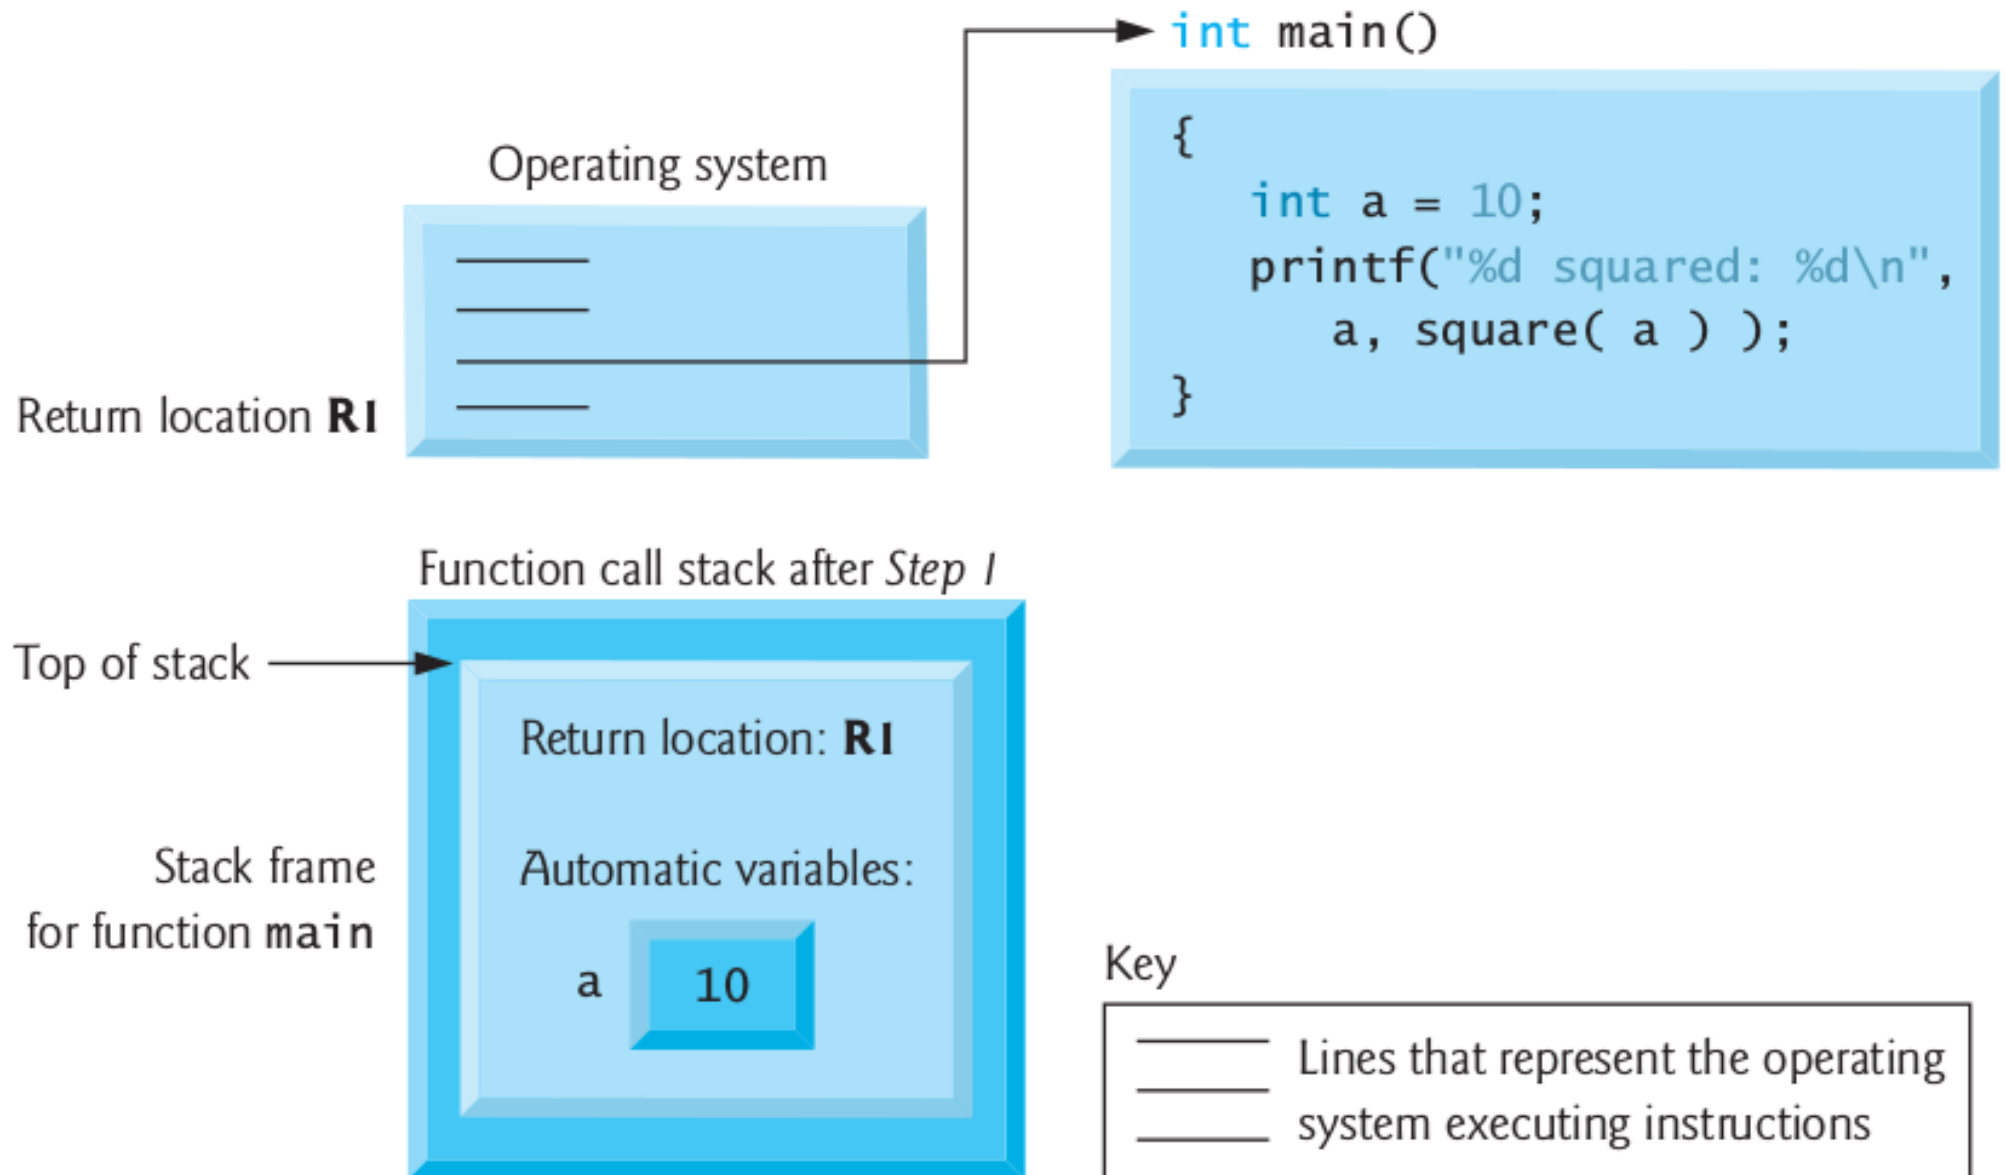 int main()
{
int a = 10;
printf("%d squared: %d\n",
a, square( a ) );
}
Operating system
Return location R1
Function call stack after Step 1
Top of stack
Return location: R1
Automatic variables:
a 10
Stack frame
for function main
Key
Lines that represent the operating
system executing instructions